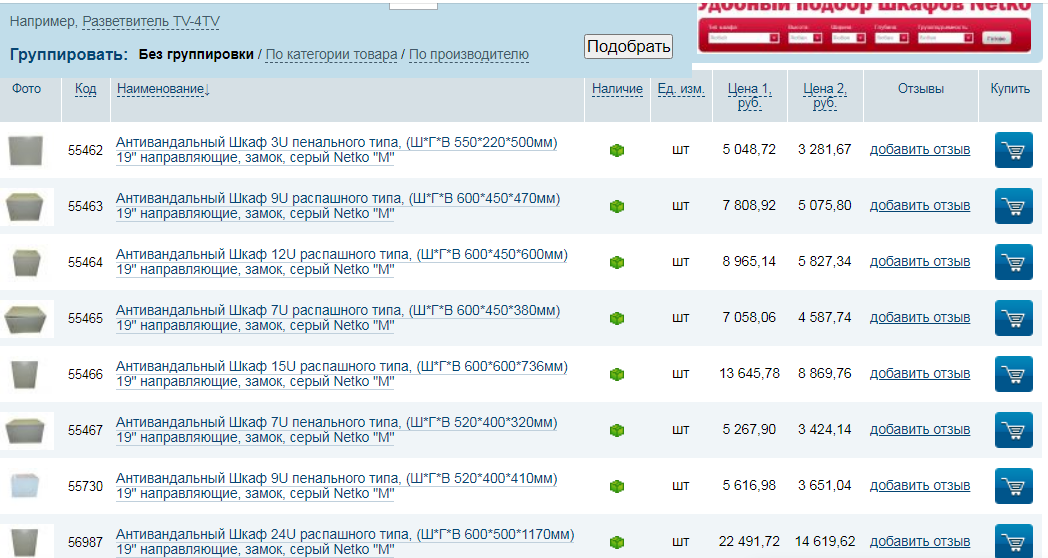 Удобный подбор шкафов Netko
Например, Разветвитель TV-4TV
Группировать: Без группировки / По категории товара / По производителю
Подобрать
Фото Код Наименование↓ Наличие Ед. изм. Цена 1, руб. Цена 2, руб. Отзывы Купить
55462 Антивандальный Шкаф 3U пенального типа, (Ш*Г*В 550*220*500мм) шт 5 048,72 3 281,67 добавить отзыв
19" направляющие, замок, серый Netko "М"
55463 Антивандальный Шкаф 9U распашного типа, (Ш*Г*В 600*450*470мм) шт 7 808,92 5 075,80 добавить отзыв
19" направляющие, замок, серый Netko "М"
55464 Антивандальный Шкаф 12U распашного типа, (Ш*Г*В 600*450*600мм) шт 8 965,14 5 827,34 добавить отзыв
19" направляющие, замок, серый Netko "М"
55465 Антивандальный Шкаф 7U распашного типа, (Ш*Г*В 600*450*380мм) шт 7 058,06 4 587,74 добавить отзыв
19" направляющие, замок, серый Netko "М"
55466 Антивандальный Шкаф 15U распашного типа, (Ш*Г*В 600*600*736мм) шт 13 645,78 8 869,76 добавить отзыв
19" направляющие, замок, серый Netko "М"
55467 Антивандальный Шкаф 7U пенального типа, (Ш*Г*В 520*400*320мм) шт 5 267,90 3 424,14 добавить отзыв
19" направляющие, замок, серый Netko "М"
55730 Антивандальный Шкаф 9U пенального типа, (Ш*Г*В 520*400*410мм) шт 5 616,98 3 651,04 добавить отзыв
19" направляющие, замок, серый Netko "М"
56987 Антивандальный Шкаф 24U распашного типа, (Ш*Г*В 600*500*1170мм) шт 22 491,72 14 619,62 добавить отзыв
19" направляющие, замок, серый Netko "М"